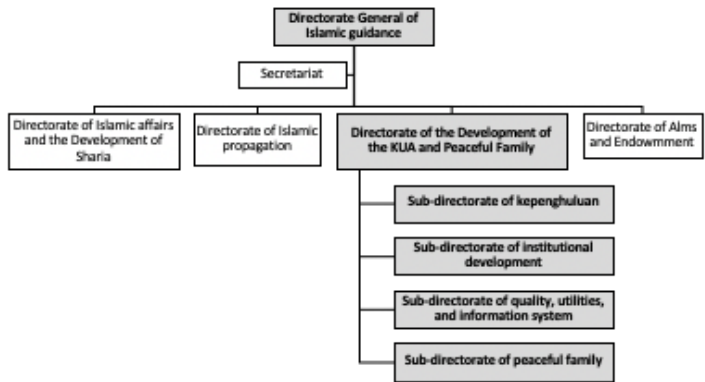 Directorate General of
Islamic guidance
Secretariat
Directorate of Islamic affairs
and the Development of
Sharia
Directorate of Islamic
propagation
Directorate of the Development of
the KUA and Peaceful Family
Directorate of Alms
and Endowmment
Sub-directorate of kepenghuluan
Sub-directorate of institutional
development
Sub-directorate of quality, utilities,
and information system
Sub-directorate of peaceful family